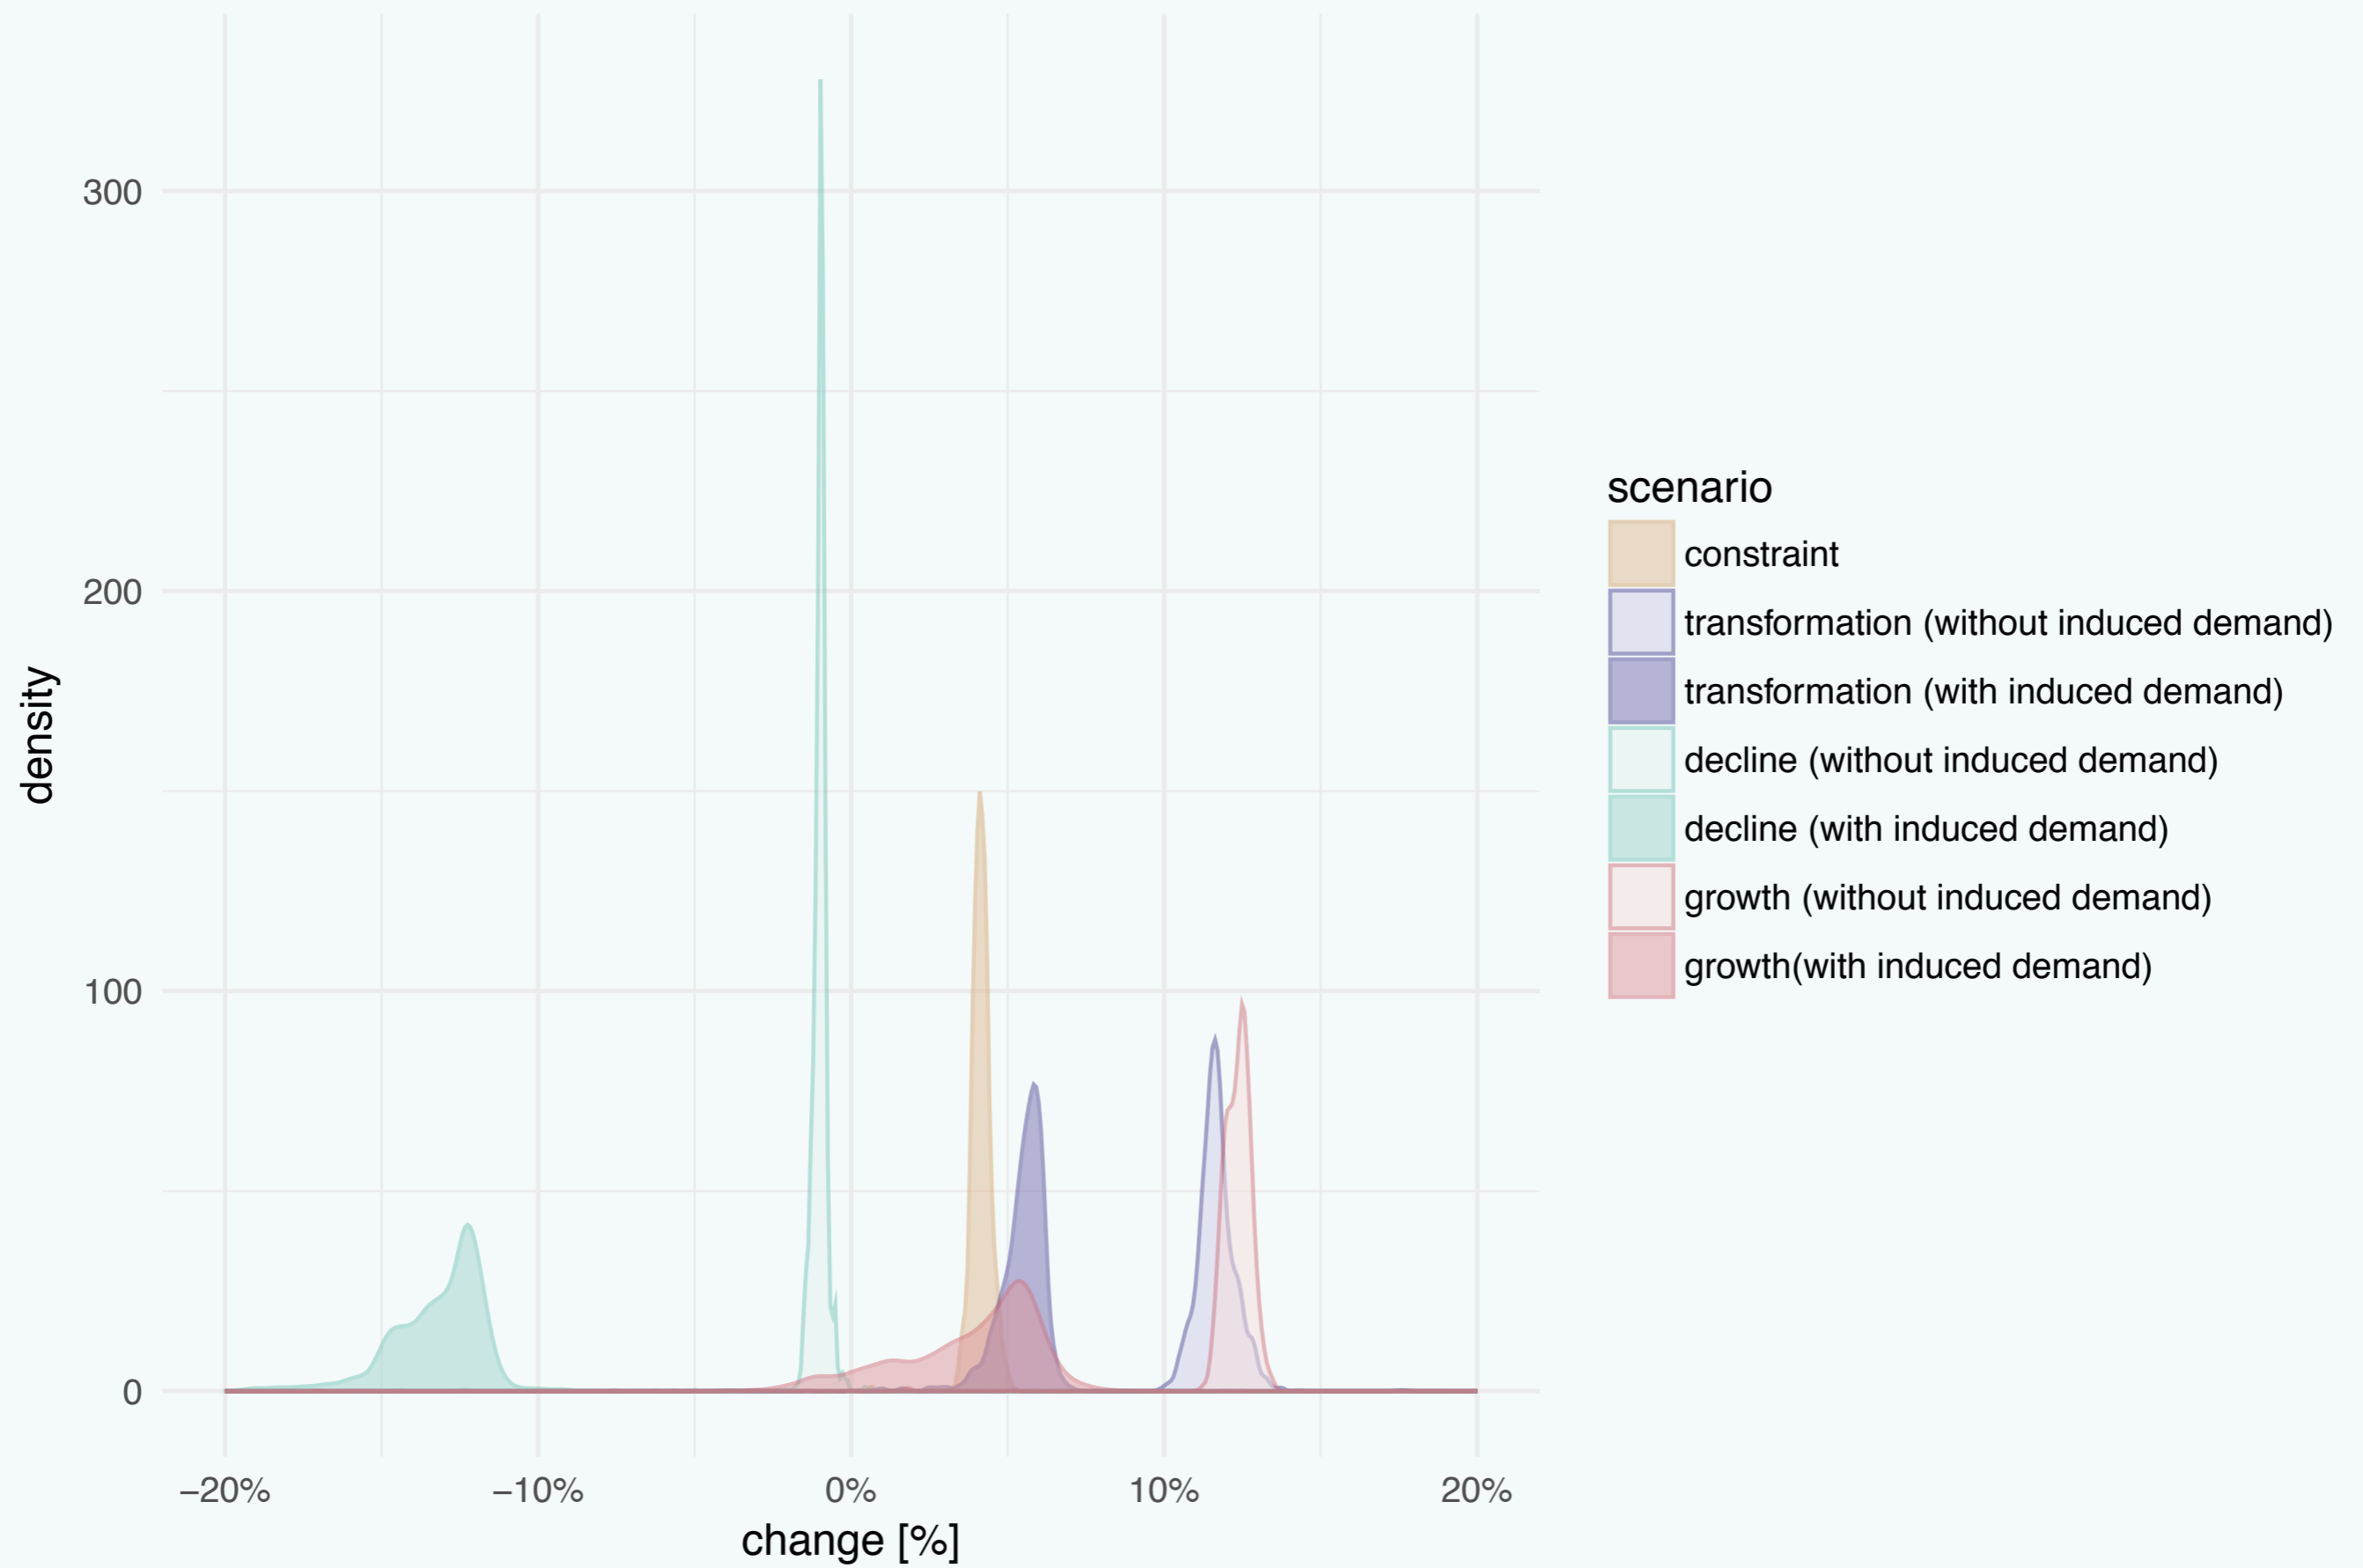 300
200
100
0
density
−20%
−10%
0%
10%
20%
change [%]
scenario
constraint
transformation (without induced demand)
transformation (with induced demand)
decline (without induced demand)
decline (with induced demand)
growth (without induced demand)
growth(with induced demand)